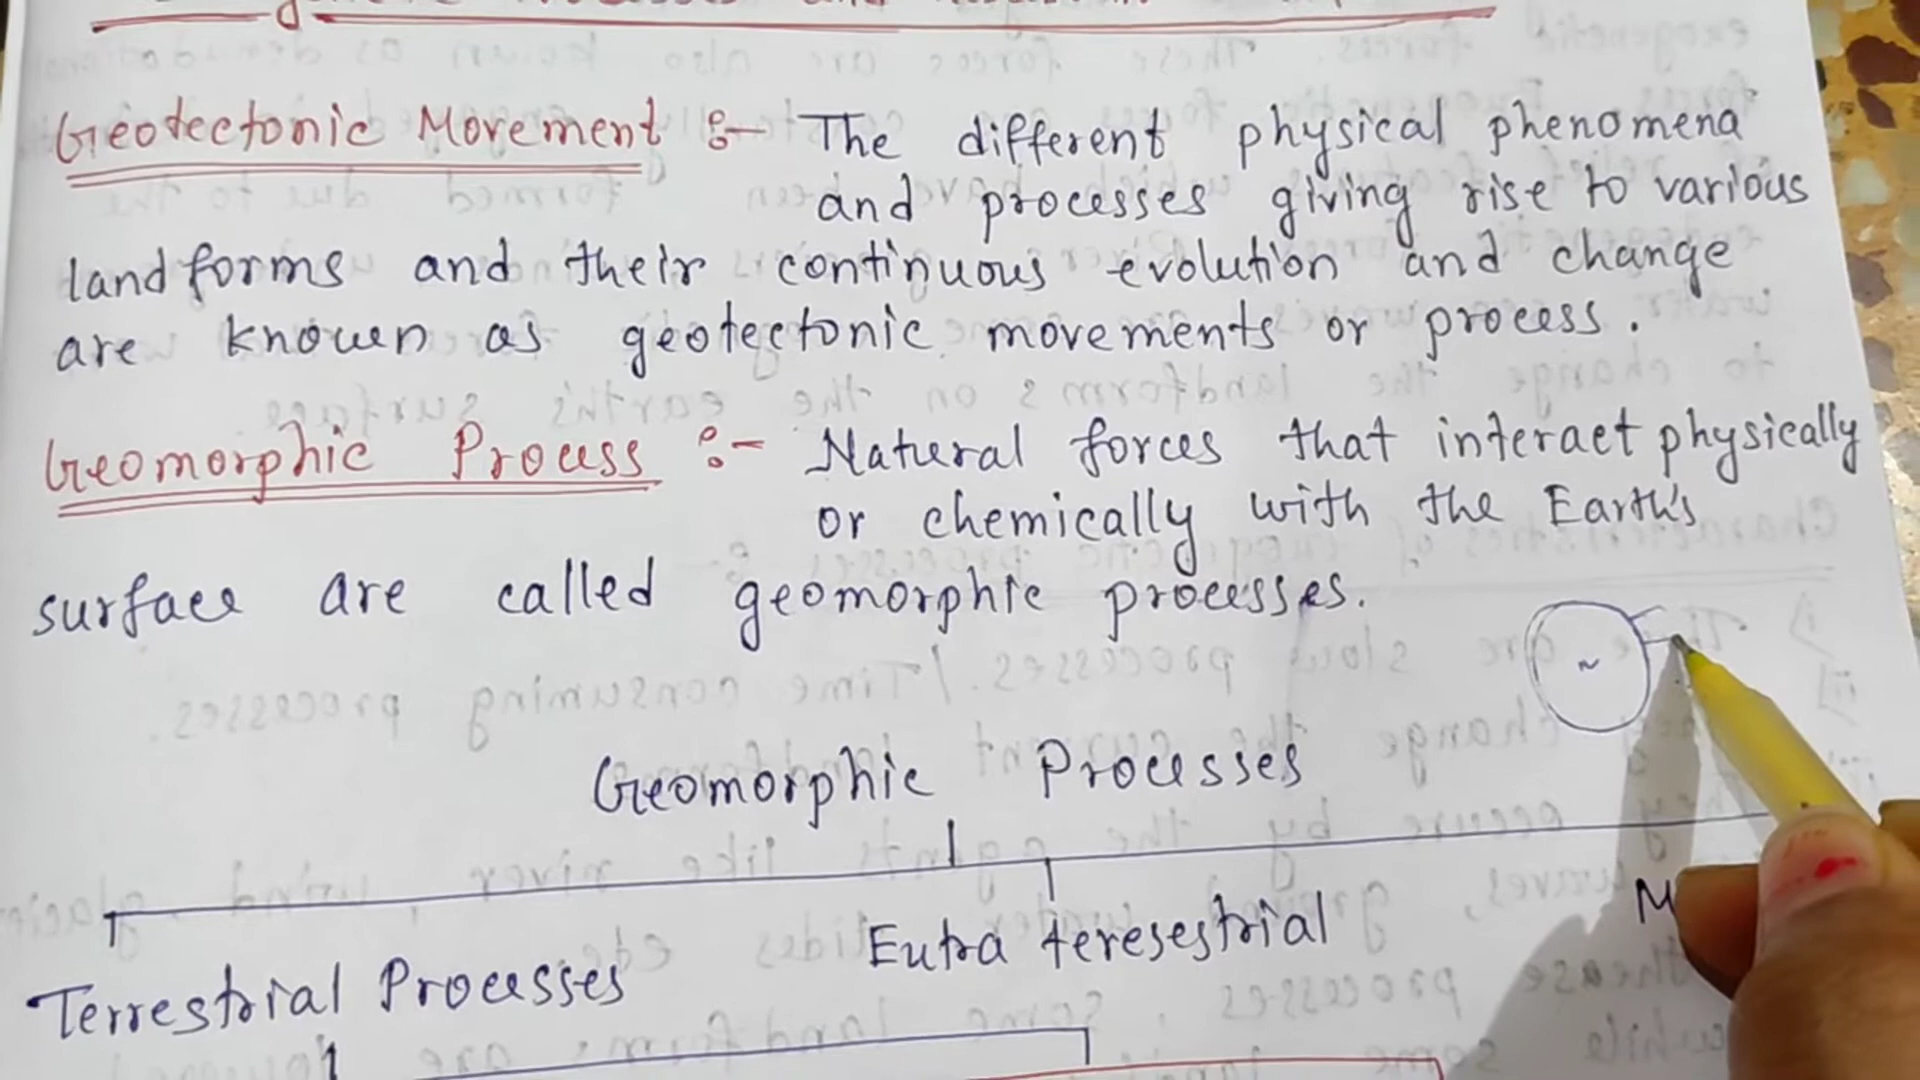 Geotectonic Movement :- The different physical phenomena
and processes giving rise to various
landforms and their continuous evolution and change
are knowen as geotectonic movements or process.
Geomorphic Process :- Natural forces that interact physically
or chemically with the Earth's
surface are called geomorphic processes.
Geomorphic Processes
Terrestrial Processes Extra teresestrial M